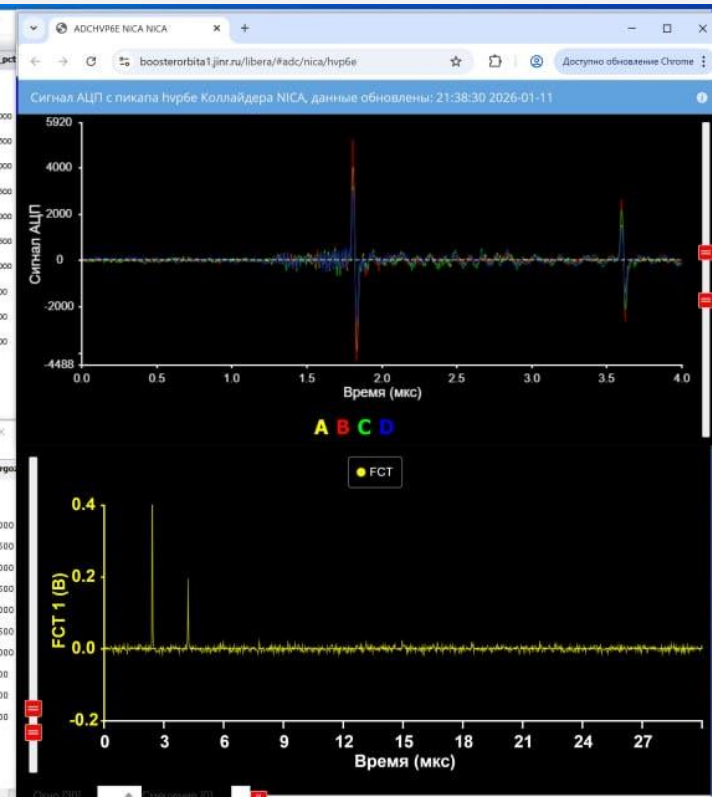 ADCHVP6E NICA NICA
boosterorbita1.jinr.ru/libera/#adc/nica/hvp6e
Доступно обновление Chrome
Сигнал АЦП с пикапа hvp6e Коллайдера NICA, данные обновлены: 21:38:30 2026-01-11
5920
4000
2000
0
-2000
-4488
Сигнал АЦП
0.0 0.5 1.0 1.5 2.0 2.5 3.0 3.5 4.0
Время (мкс)
A B C D
FCT
0.4
0.2
0.0
-0.2
FCT 1 (В)
0 3 6 9 12 15 18 21 24 27
Время (мкс)